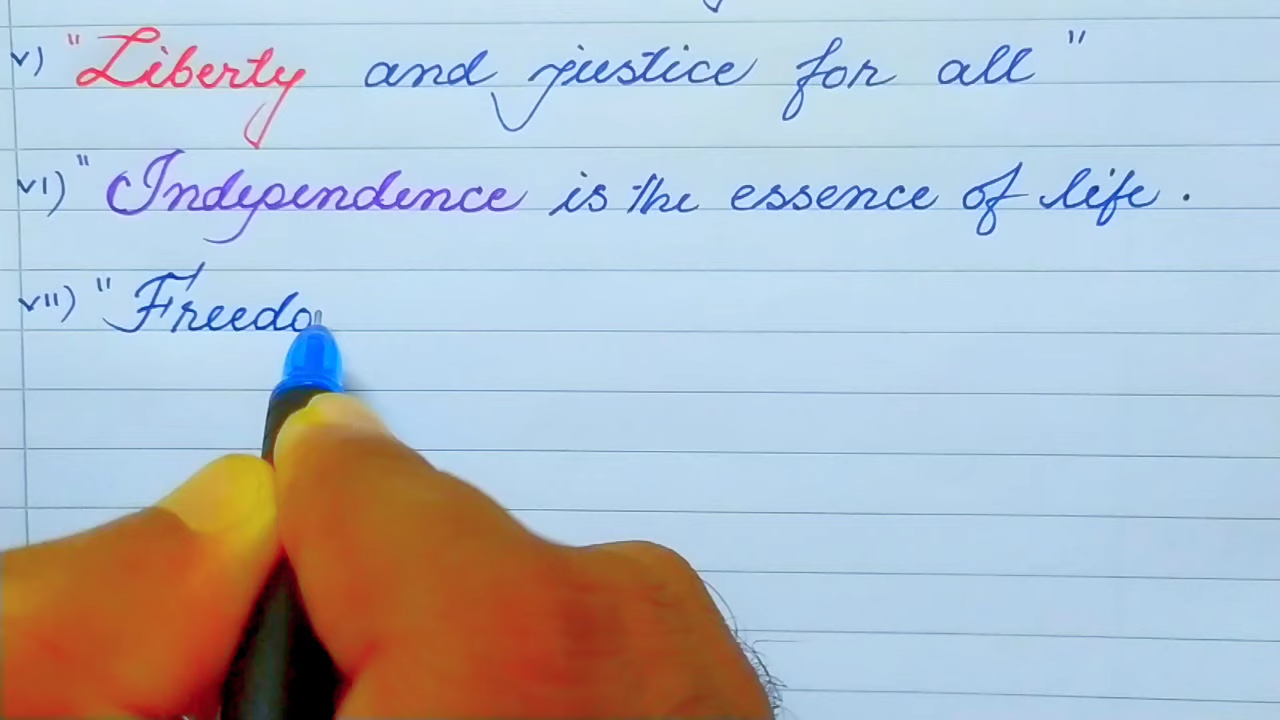 v) "Liberty and justice for all"
vi) "Independence is the essence of life.
vii) "Freedo